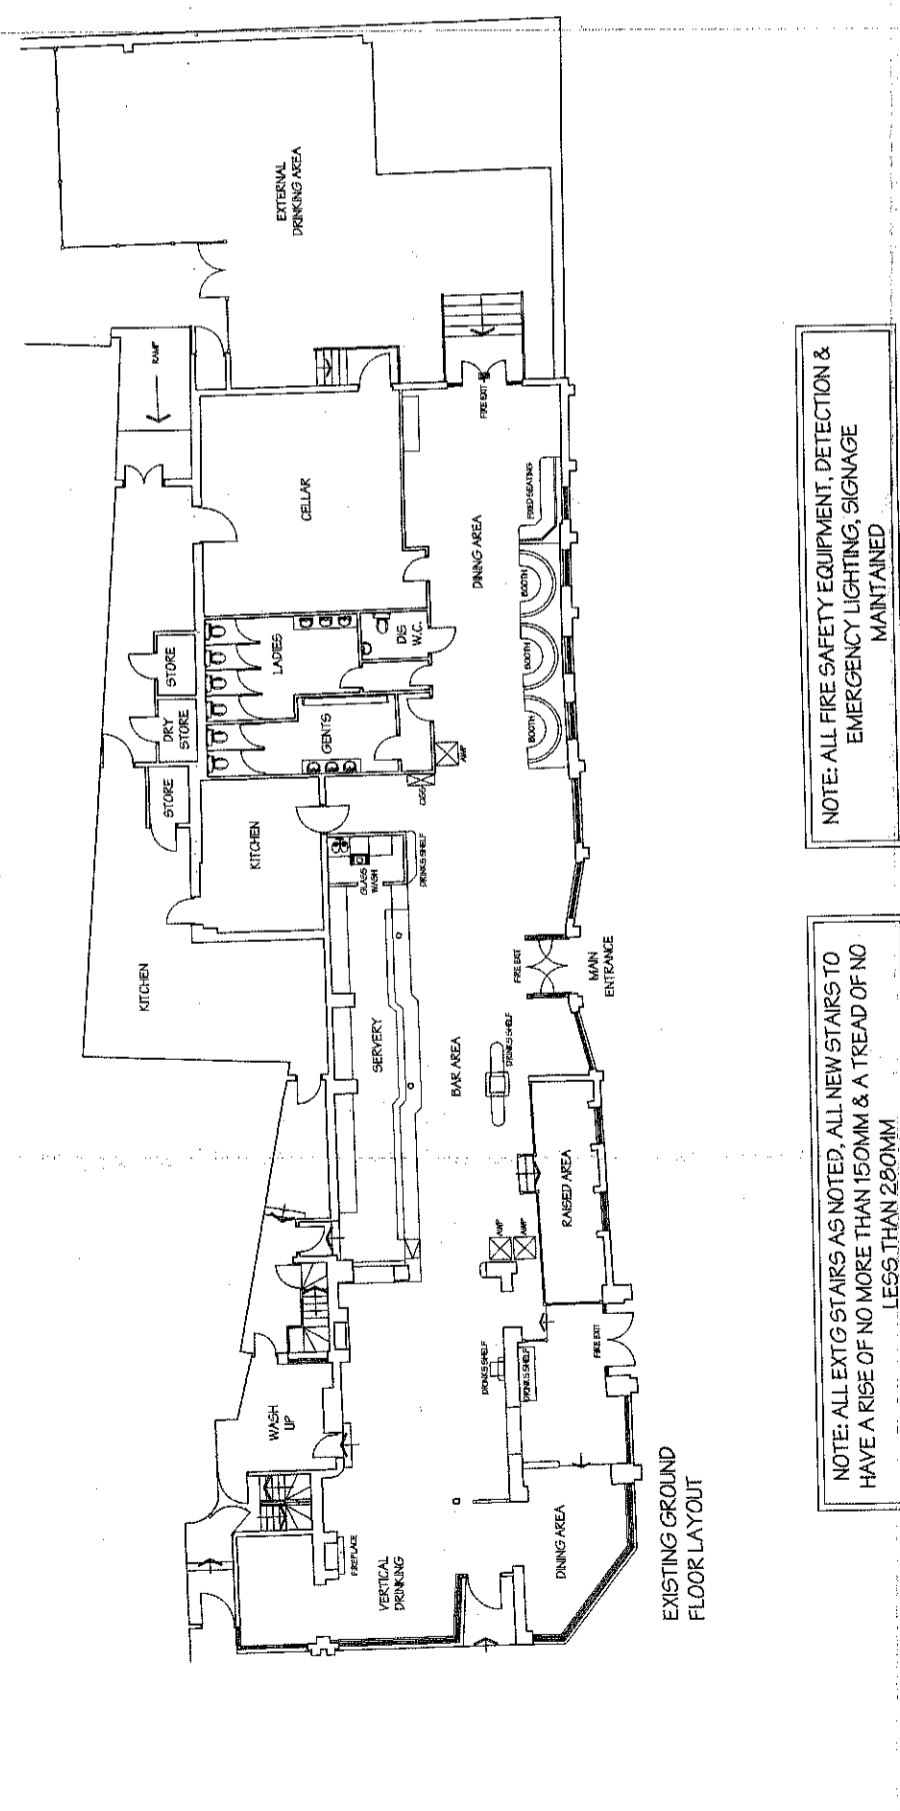 EXTERNAL
DRINKING AREA
RAMP
FIRE EXIT
CELLAR
FIXED SEATING
DINING AREA
BOOTH
BOOTH
BOOTH
DIS
W.C.
LADIES
STORE
DRY
STORE
GENTS
AWP
CIGS
STORE
KITCHEN
GLASS
WASH
DRINKS SHELF
KITCHEN
FIRE EXIT
MAIN
ENTRANCE
SERVERY
BAR AREA
DRINKS SHELF
RAISED AREA
AWP
AWP
FIRE EXIT
DRINKS SHELF
DRINKS SHELF
WASH
UP
FIREPLACE
VERTICAL
DRINKING
DINING AREA
EXISTING GROUND
FLOOR LAYOUT
NOTE: ALL EXTG STAIRS AS NOTED, ALL NEW STAIRS TO
HAVE A RISE OF NO MORE THAN 150MM & A TREAD OF NO
LESS THAN 280MM
NOTE: ALL FIRE SAFETY EQUIPMENT, DETECTION &
EMERGENCY LIGHTING, SIGNAGE
MAINTAINED